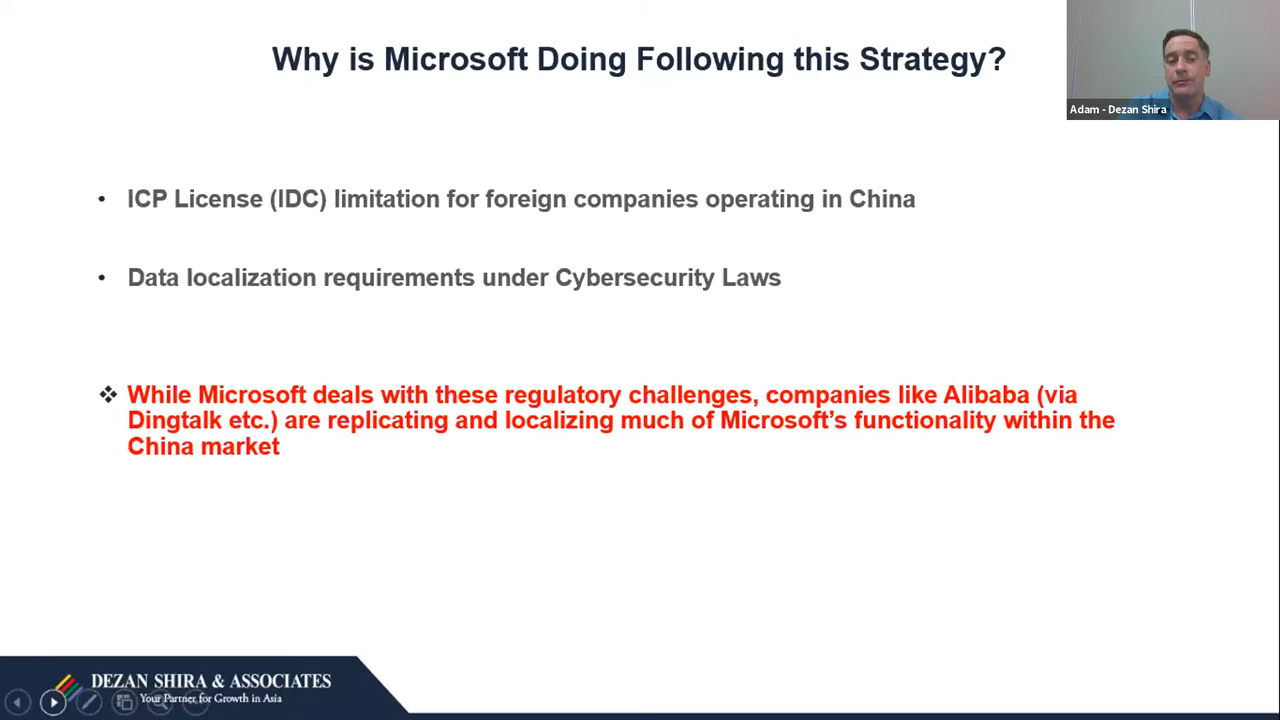 Why is Microsoft Doing Following this Strategy?
Adam - Dezan Shira
• ICP License (IDC) limitation for foreign companies operating in China
• Data localization requirements under Cybersecurity Laws
❖ While Microsoft deals with these regulatory challenges, companies like Alibaba (via
Dingtalk etc.) are replicating and localizing much of Microsoft’s functionality within the
China market
DEZAN SHIRA & ASSOCIATES
Your Partner for Growth in Asia